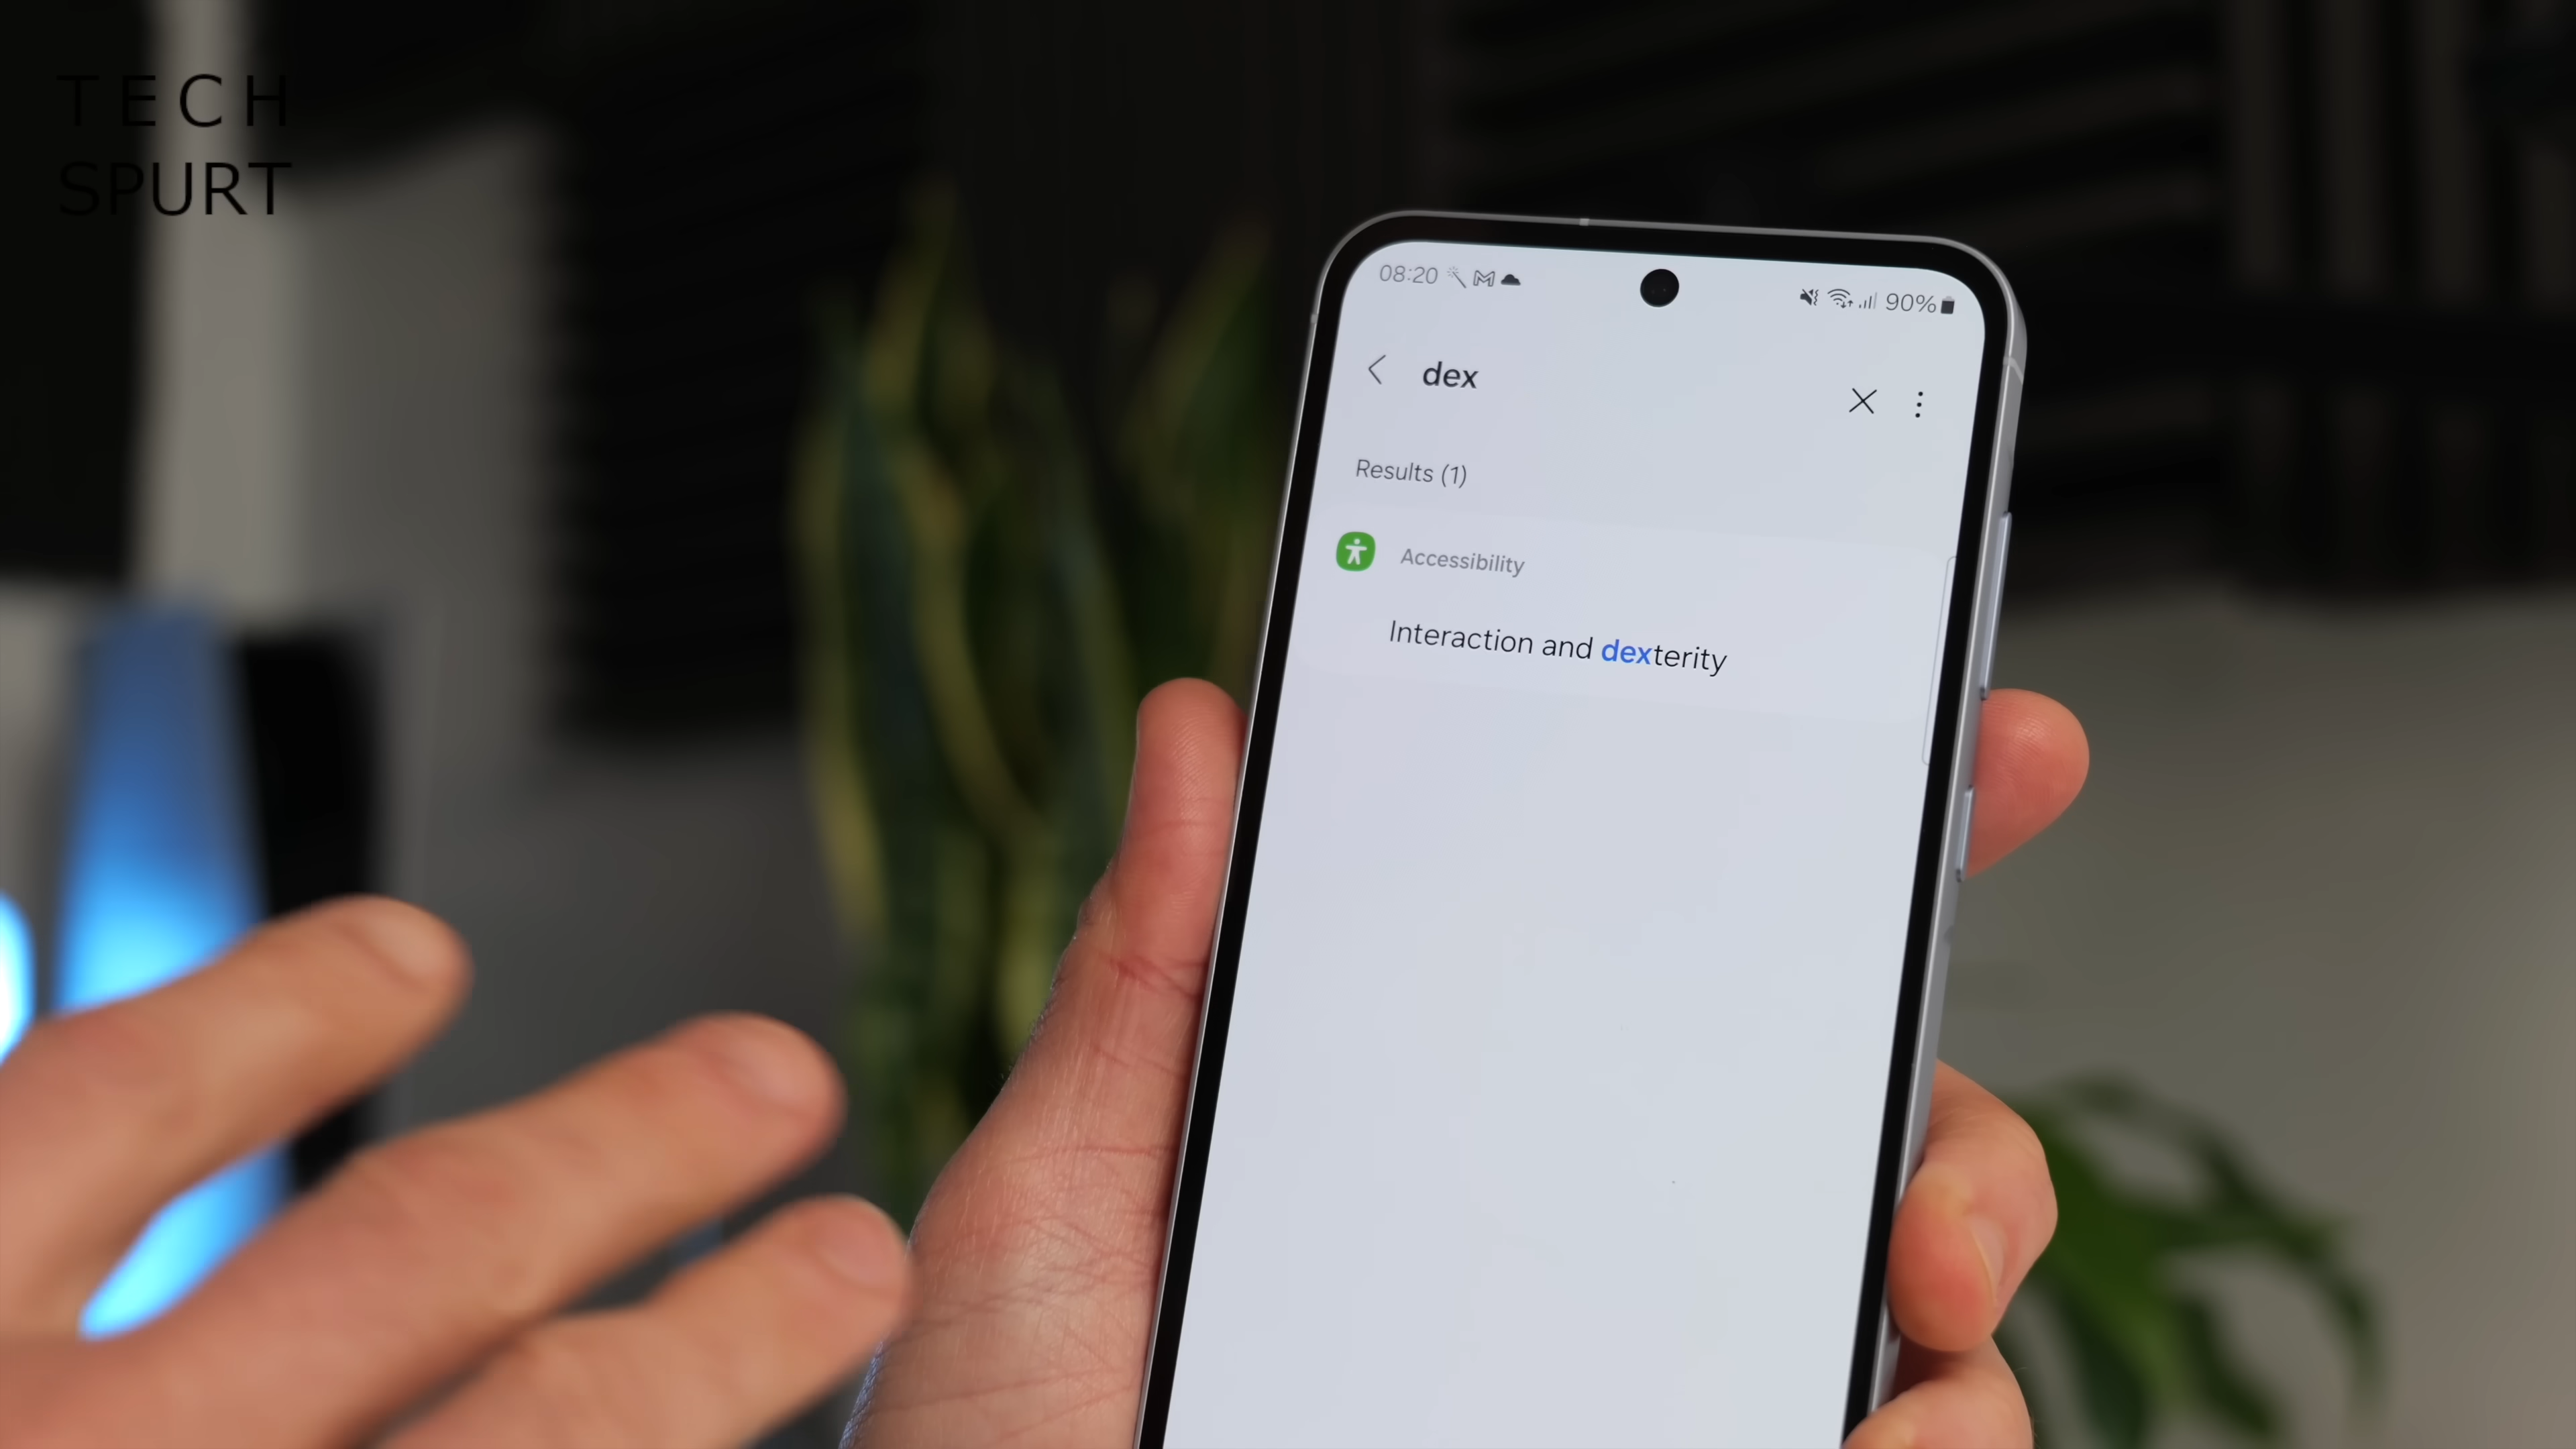 TECH
SPURT
08:20
90%
dex
Results (1)
Accessibility
Interaction and dexterity